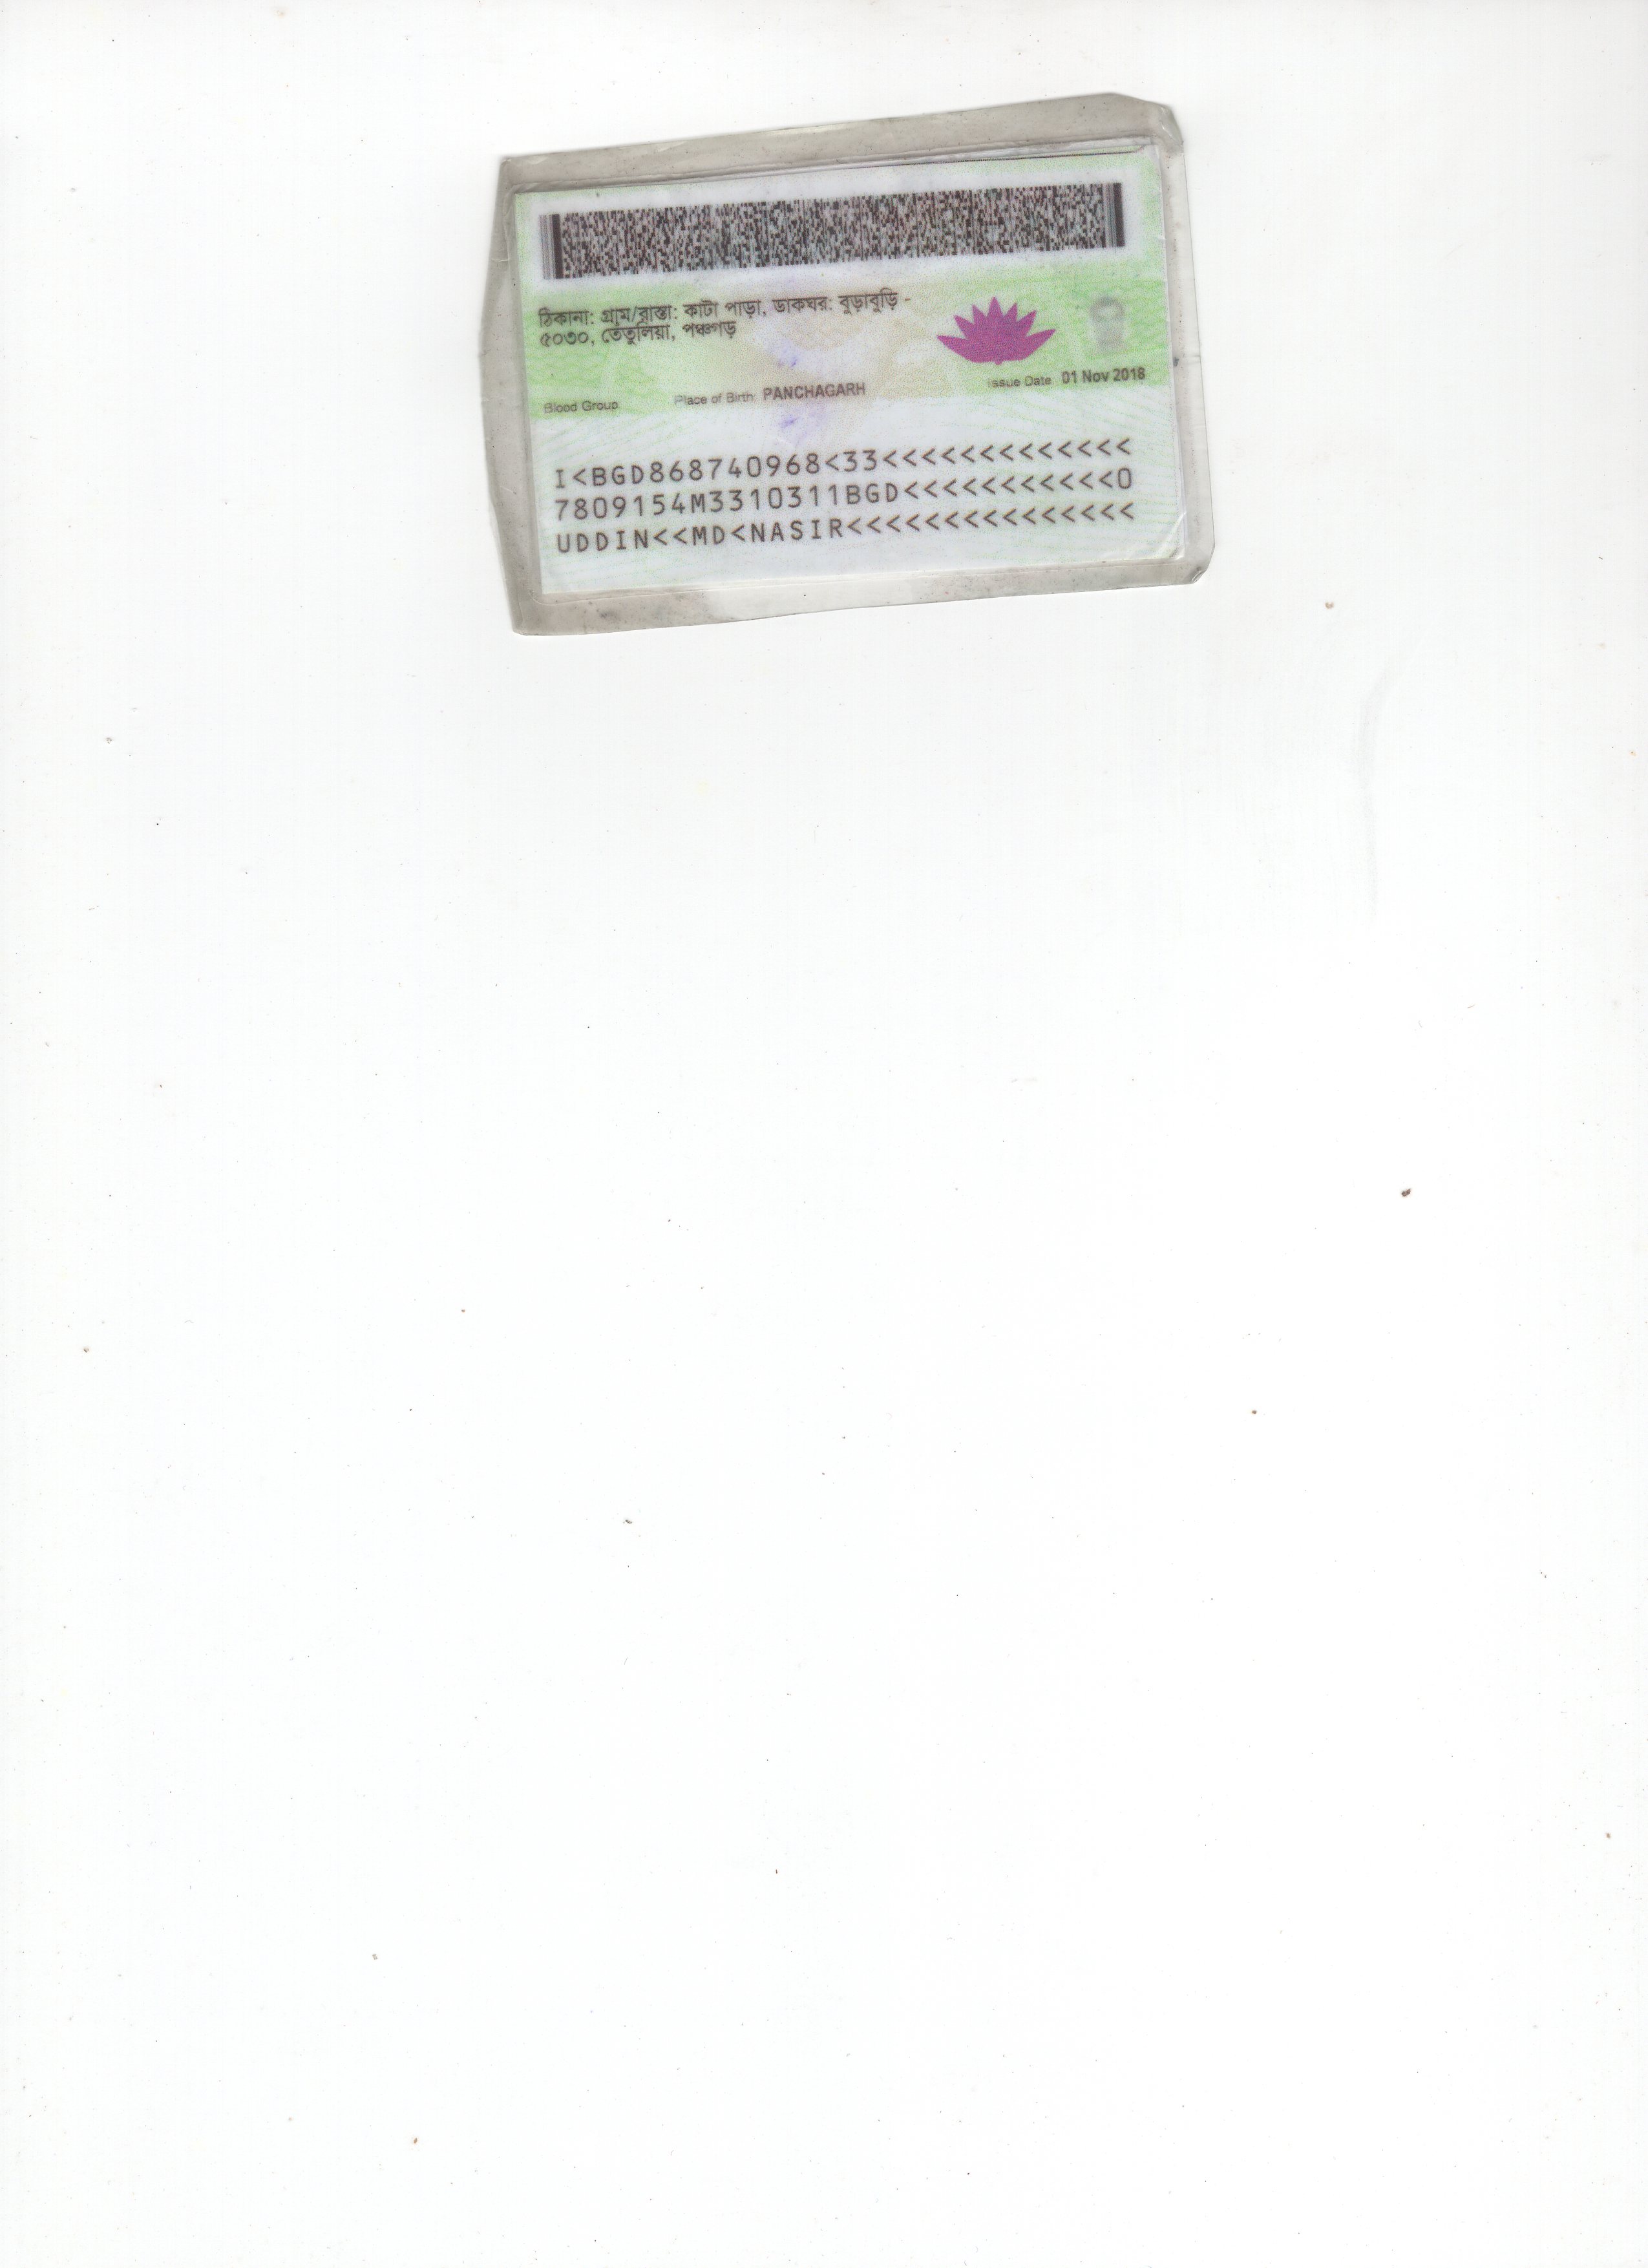 ঠিকানা: গ্রাম/রাস্তা: কাটা পাড়া, ডাকঘর: বুড়াবুড়ি -
৫০৩০, তেঁতুলিয়া, পঞ্চগড়
Blood Group: Place of Birth: PANCHAGARH Issue Date 01 Nov 2018
I<BGD868740968<33<<<<<<<<<<<<<
7809154M3310311BGD<<<<<<<<<<<0
UDDIN<<MD<NASIR<<<<<<<<<<<<<<<